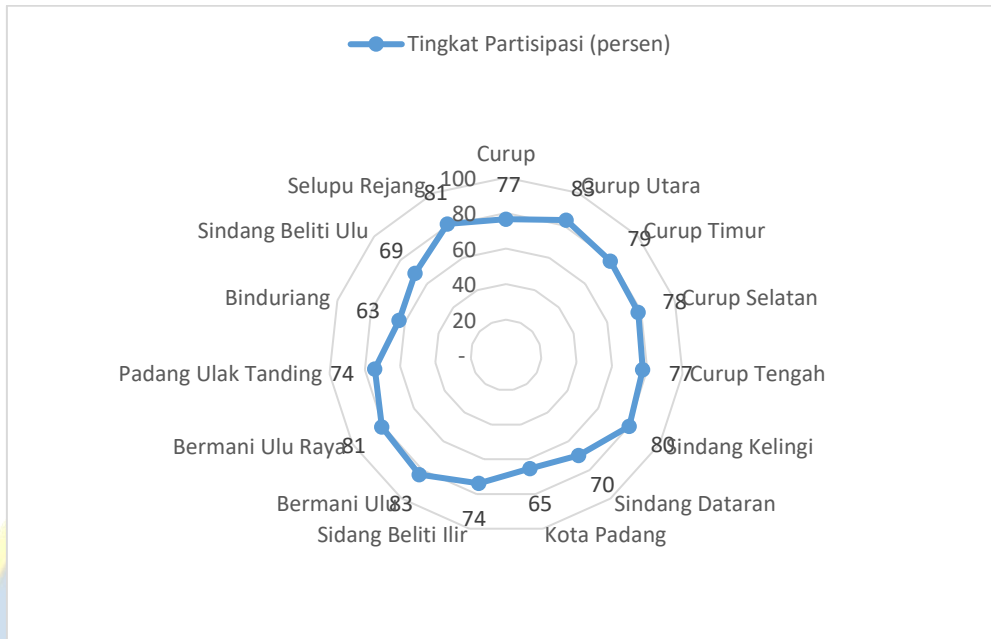 Tingkat Partisipasi (persen)
Curup
77
Curup Utara
83
Curup Timur
79
Curup Selatan
78
Curup Tengah
77
Sindang Kelingi
80
Sindang Dataran
70
Kota Padang
65
Sidang Beliti Ilir
74
Bermani Ulu
83
Bermani Ulu Raya
81
Padang Ulak Tanding
74
Binduriang
63
Sindang Beliti Ulu
69
Selupu Rejang
81
100
80
60
40
20
-